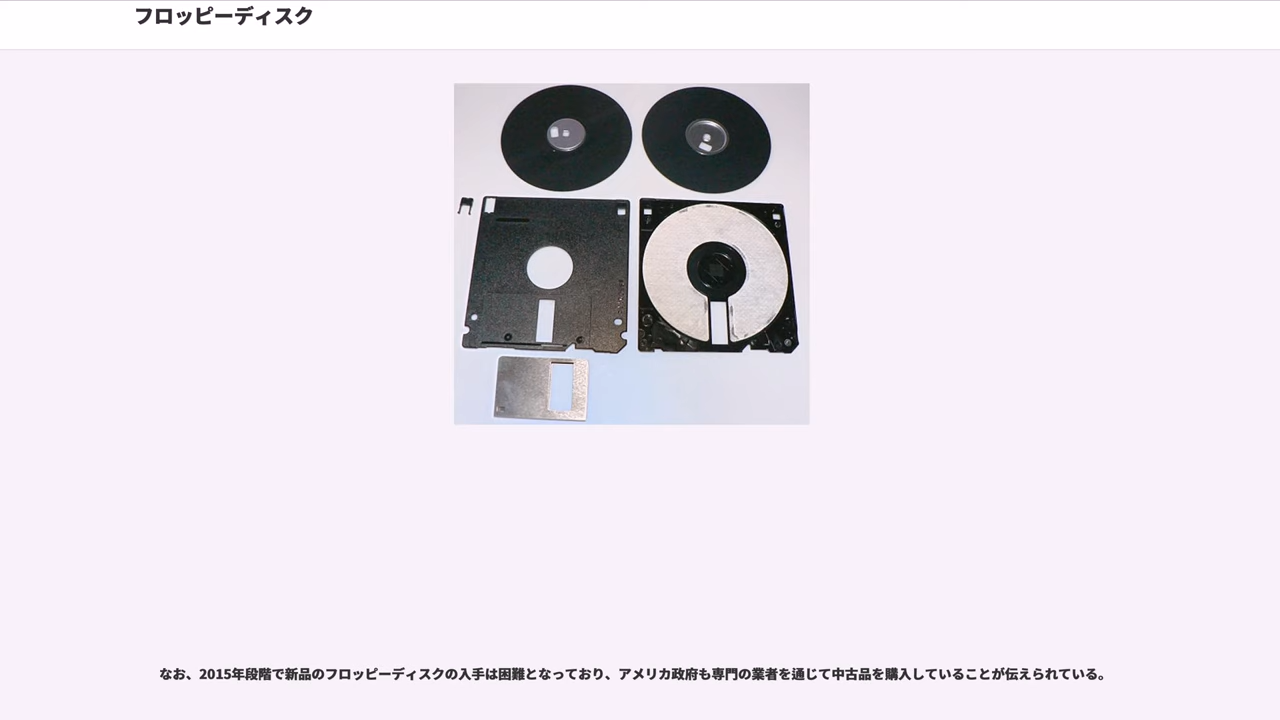 フロッピーディスク
なお、2015年段階で新品のフロッピーディスクの入手は困難となっており、アメリカ政府も専門の業者を通じて中古品を購入していることが伝えられている。